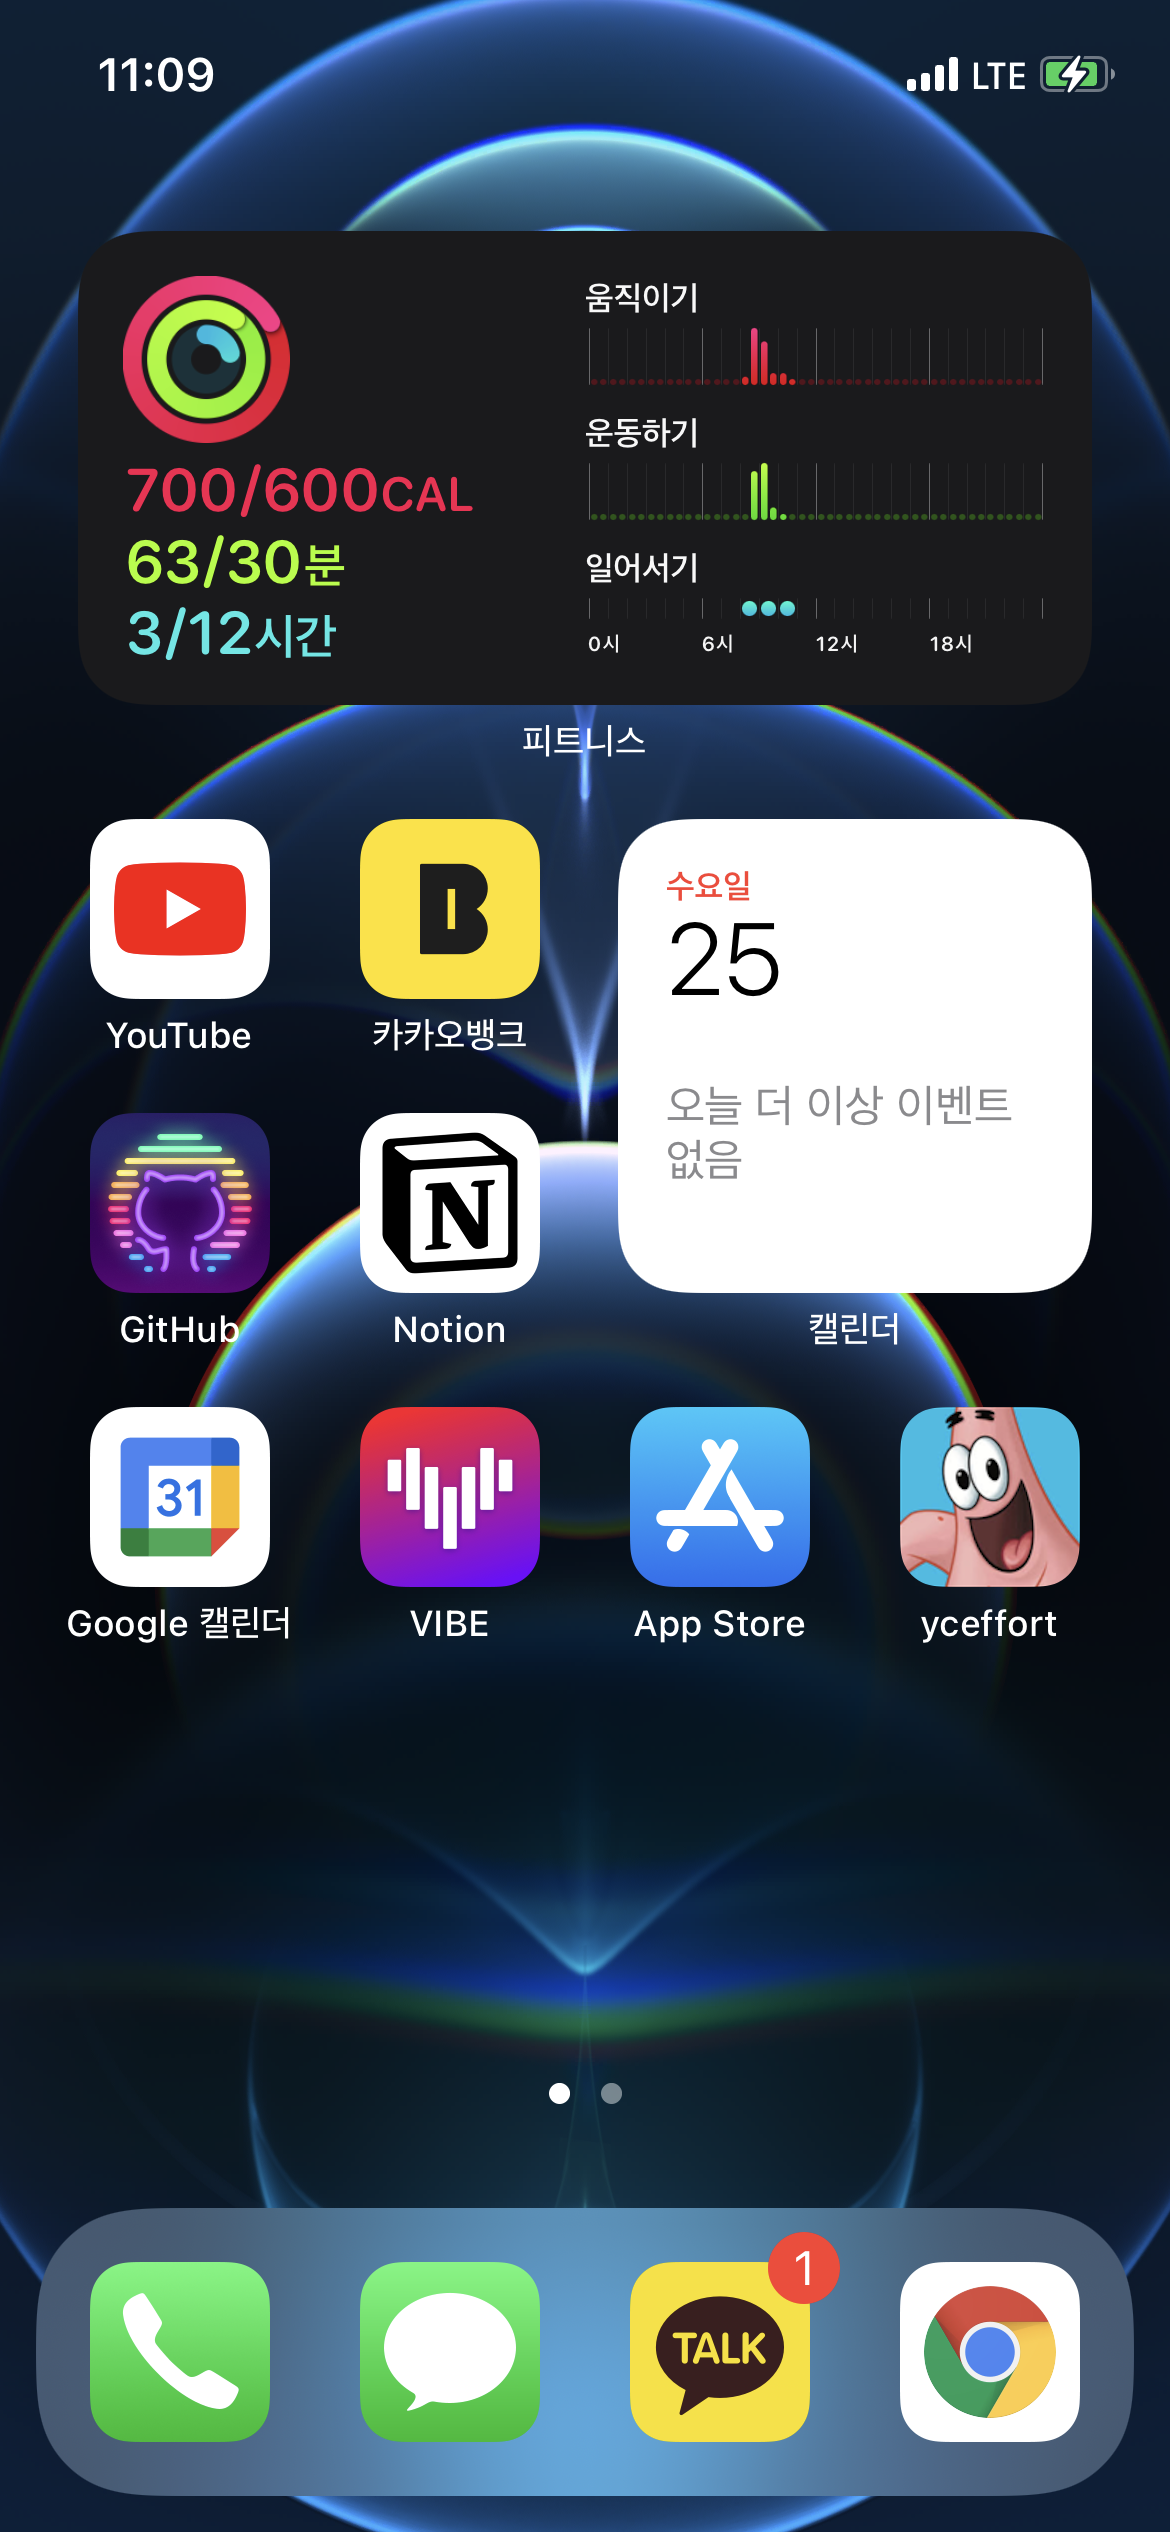 11:09
LTE
움직이기
운동하기
일어서기
0시 6시 12시 18시
700/600CAL
63/30분
3/12시간
피트니스
수요일
25
오늘 더 이상 이벤트
없음
YouTube
카카오뱅크
N
GitHub
Notion
캘린더
31
Google 캘린더
VIBE
App Store
yceffort
1
TALK